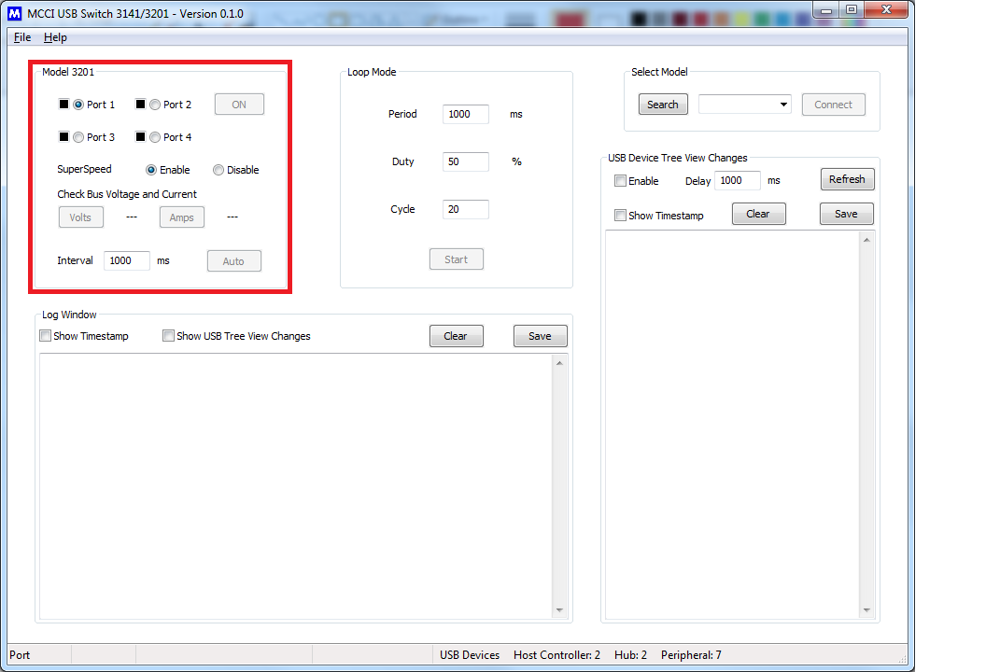 MCCI USB Switch 3141/3201 - Version 0.1.0
File Help
Model 3201
Port 1 Port 2 ON
Port 3 Port 4
SuperSpeed Enable Disable
Check Bus Voltage and Current
Volts --- Amps ---
Interval 1000 ms Auto
Loop Mode
Period 1000 ms
Duty 50 %
Cycle 20
Start
Select Model
Search Connect
USB Device Tree View Changes
Enable Delay 1000 ms Refresh
Show Timestamp Clear Save
Log Window
Show Timestamp Show USB Tree View Changes Clear Save
Port USB Devices Host Controller: 2 Hub: 2 Peripheral: 7